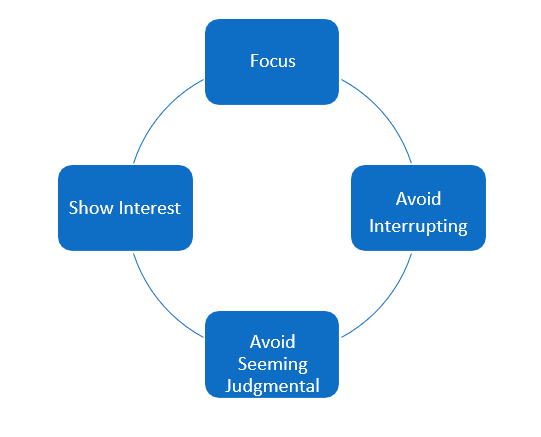 Focus
Show Interest
Avoid
Interrupting
Avoid
Seeming
Judgmental